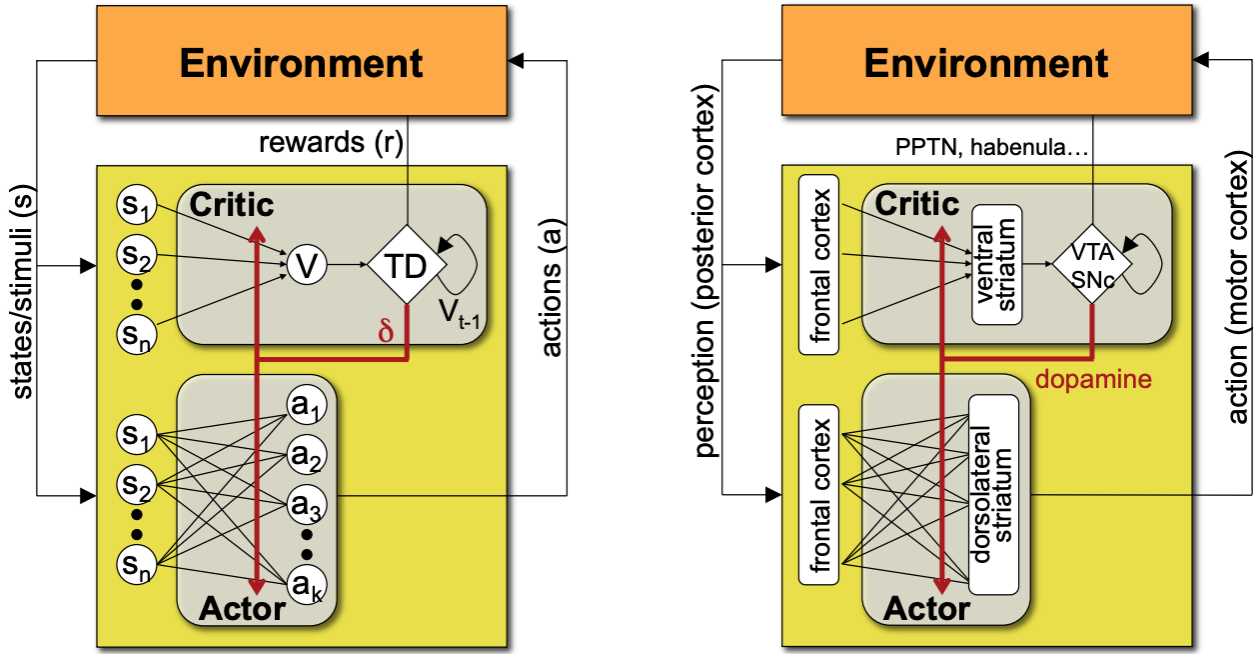 Environment
rewards (r)
states/stimuli (s)
actions (a)
Critic
s1
s2
sn
V
TD
Vt-1
δ
s1
s2
sn
a1
a2
a3
ak
Actor
Environment
PPTN, habenula…
perception (posterior cortex)
action (motor cortex)
Critic
frontal cortex
ventral
striatum
VTA
SNc
dopamine
frontal cortex
dorsolateral
striatum
Actor